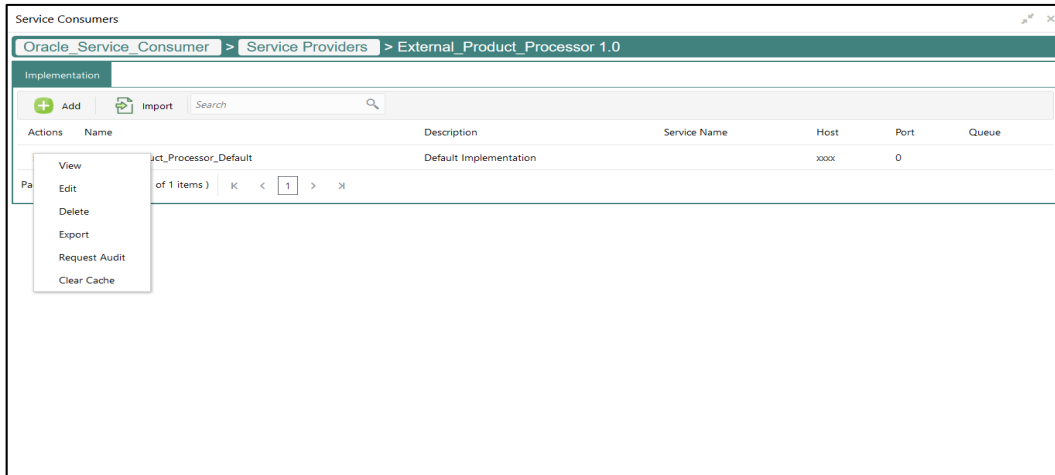 Service Consumers
Oracle_Service_Consumer > Service Providers > External_Product_Processor 1.0
Implementation
Add Import Search
Actions Name Description Service Name Host Port Queue
uct_Processor_Default Default Implementation xxxx 0
Pa of 1 items ) K < 1 > >|
View
Edit
Delete
Export
Request Audit
Clear Cache